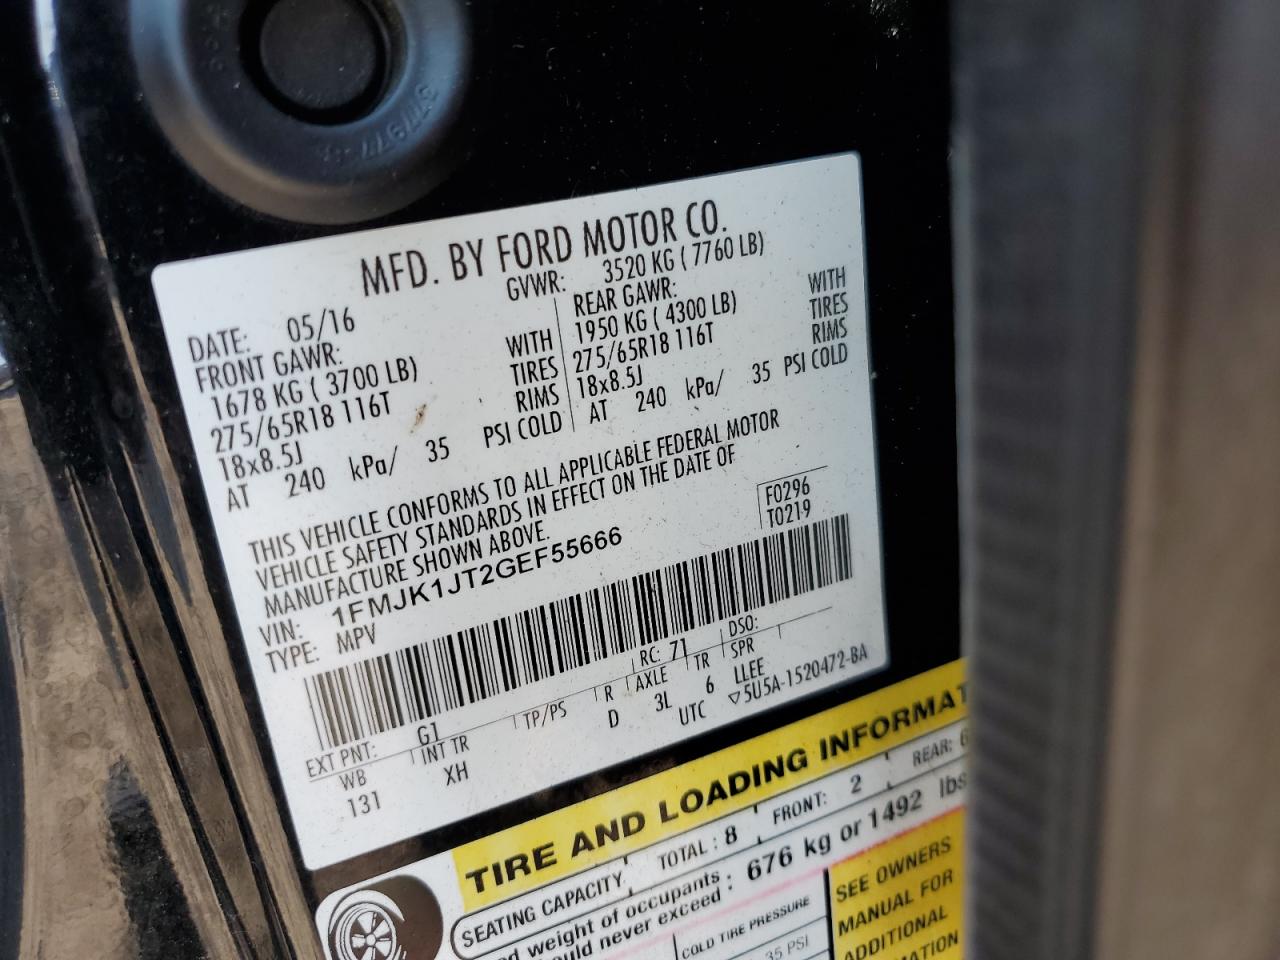 MFD. BY FORD MOTOR CO.
DATE: 05/16 GVWR: 3520 KG ( 7760 LB)
FRONT GAWR: REAR GAWR:
1678 KG ( 3700 LB) WITH 1950 KG ( 4300 LB) WITH
275/65R18 116T TIRES 275/65R18 116T TIRES
18x8.5J RIMS 18x8.5J RIMS
AT 240 kPa/ 35 PSI COLD AT 240 kPa/ 35 PSI COLD
THIS VEHICLE CONFORMS TO ALL APPLICABLE FEDERAL MOTOR
VEHICLE SAFETY STANDARDS IN EFFECT ON THE DATE OF
MANUFACTURE SHOWN ABOVE.
VIN: 1FMJK1JT2GEF55666 F0296
TYPE: MPV T0219
EXT PNT: G1 RC: 71 DSO:
WB INT TR TP/PS R AXLE TR SPR
131 XH D 3L 6 LLEE
UTC ▽5U5A-1520472-BA
TIRE AND LOADING INFORMAT
SEATING CAPACITY TOTAL : 8 FRONT: 2 REAR: 6
d weight of occupants : 676 kg or 1492 lbs
ould never exceed
COLD TIRE PRESSURE
35 PSI
SEE OWNERS
MANUAL FOR
ADDITIONAL